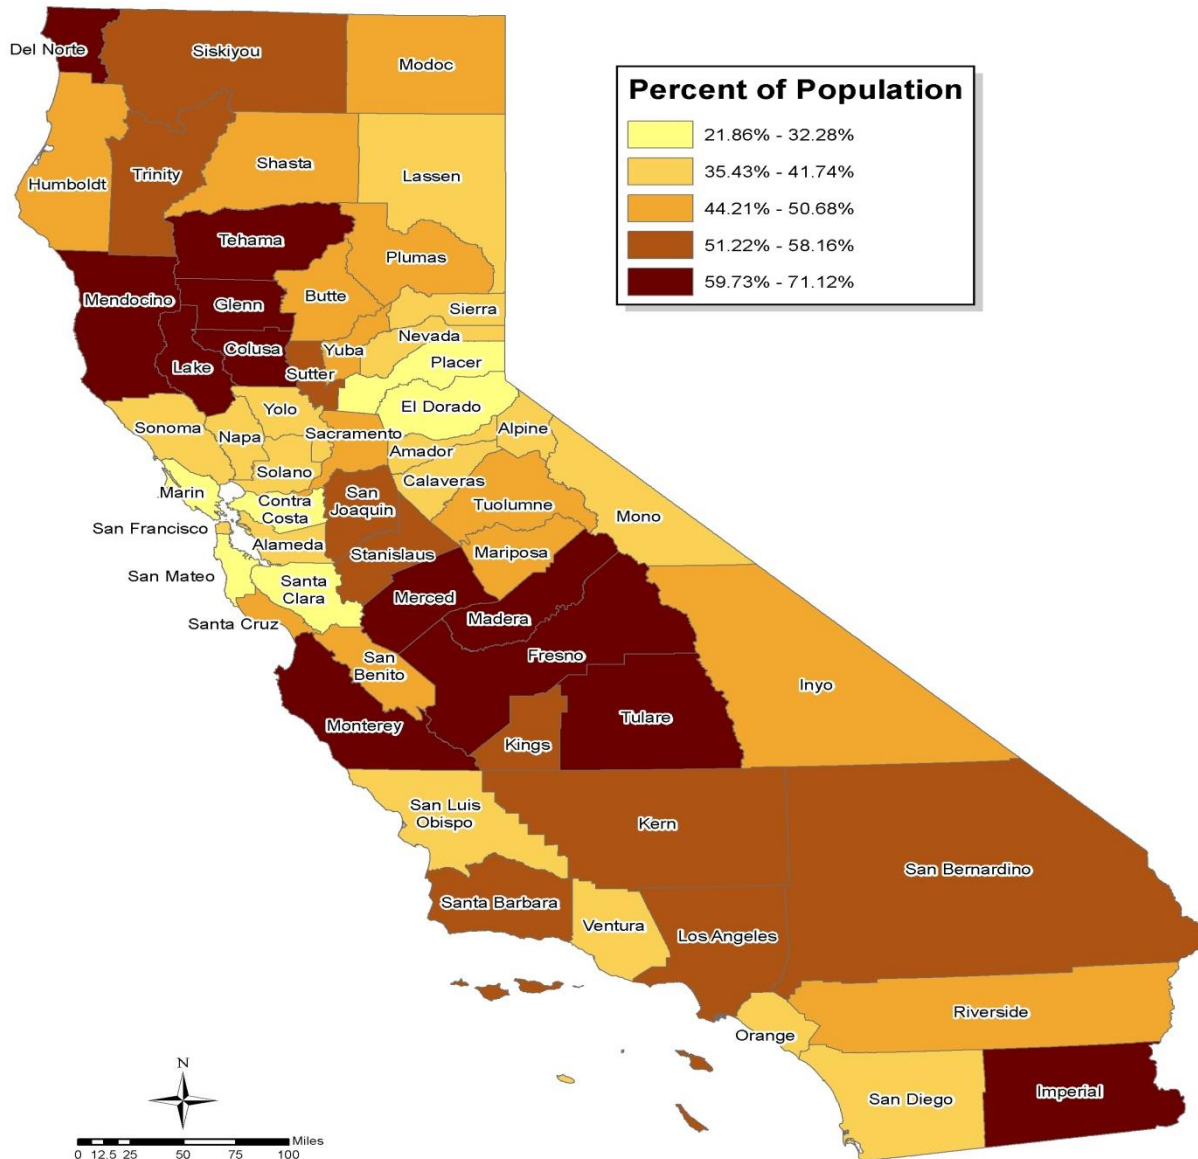 Del Norte
Siskiyou
Modoc
Percent of Population
21.86% - 32.28%
35.43% - 41.74%
44.21% - 50.68%
51.22% - 58.16%
59.73% - 71.12%
Humboldt
Trinity
Shasta
Lassen
Tehama
Plumas
Mendocino
Glenn
Butte
Sierra
Nevada
Colusa
Yuba
Lake
Sutter
Placer
El Dorado
Yolo
Sonoma
Napa
Sacramento
Alpine
Amador
Solano
Calaveras
Marin
Contra
Costa
San
Joaquin
Tuolumne
Mono
San Francisco
Alameda
Stanislaus
Mariposa
San Mateo
Santa
Clara
Merced
Madera
Santa Cruz
San
Benito
Fresno
Inyo
Monterey
Tulare
Kings
San Luis
Obispo
Kern
San Bernardino
Santa Barbara
Ventura
Los Angeles
Riverside
Orange
San Diego
Imperial
N
Miles
0 12.5 25 50 75 100